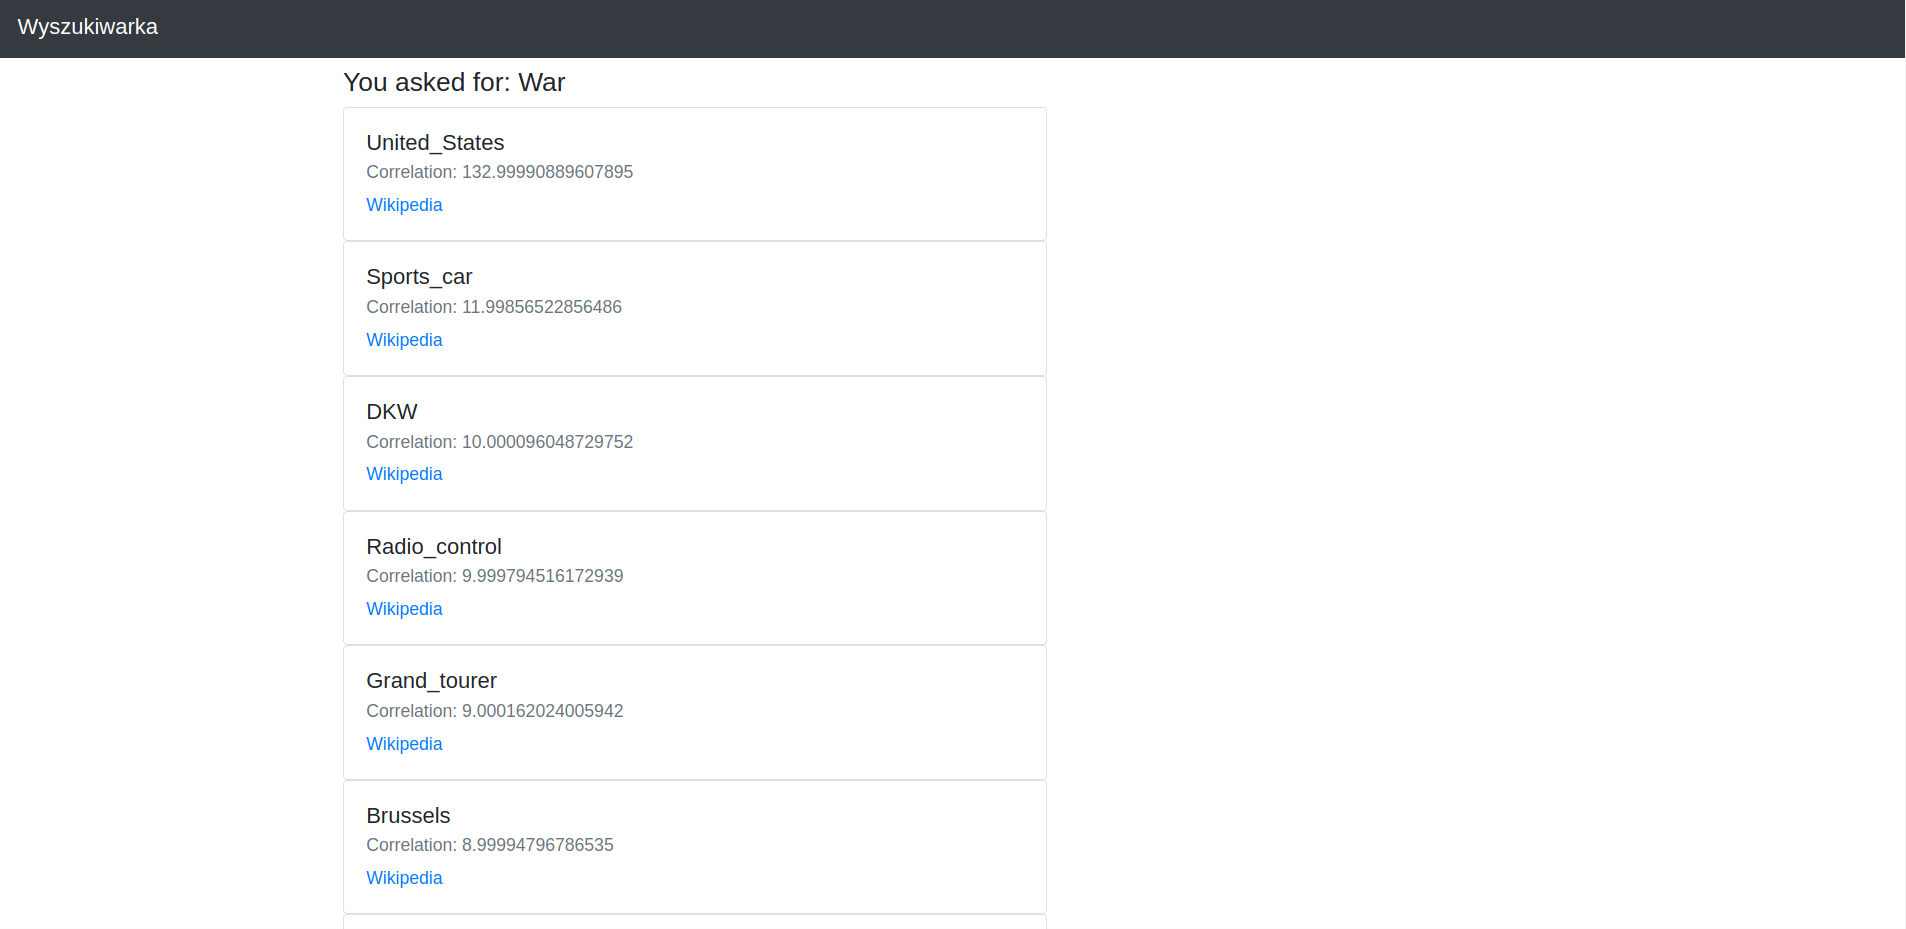 Wyszukiwarka
You asked for: War
United_States
Correlation: 132.99990889607895
Wikipedia
Sports_car
Correlation: 11.99856522856486
Wikipedia
DKW
Correlation: 10.000096048729752
Wikipedia
Radio_control
Correlation: 9.999794516172939
Wikipedia
Grand_tourer
Correlation: 9.000162024005942
Wikipedia
Brussels
Correlation: 8.99994796786535
Wikipedia